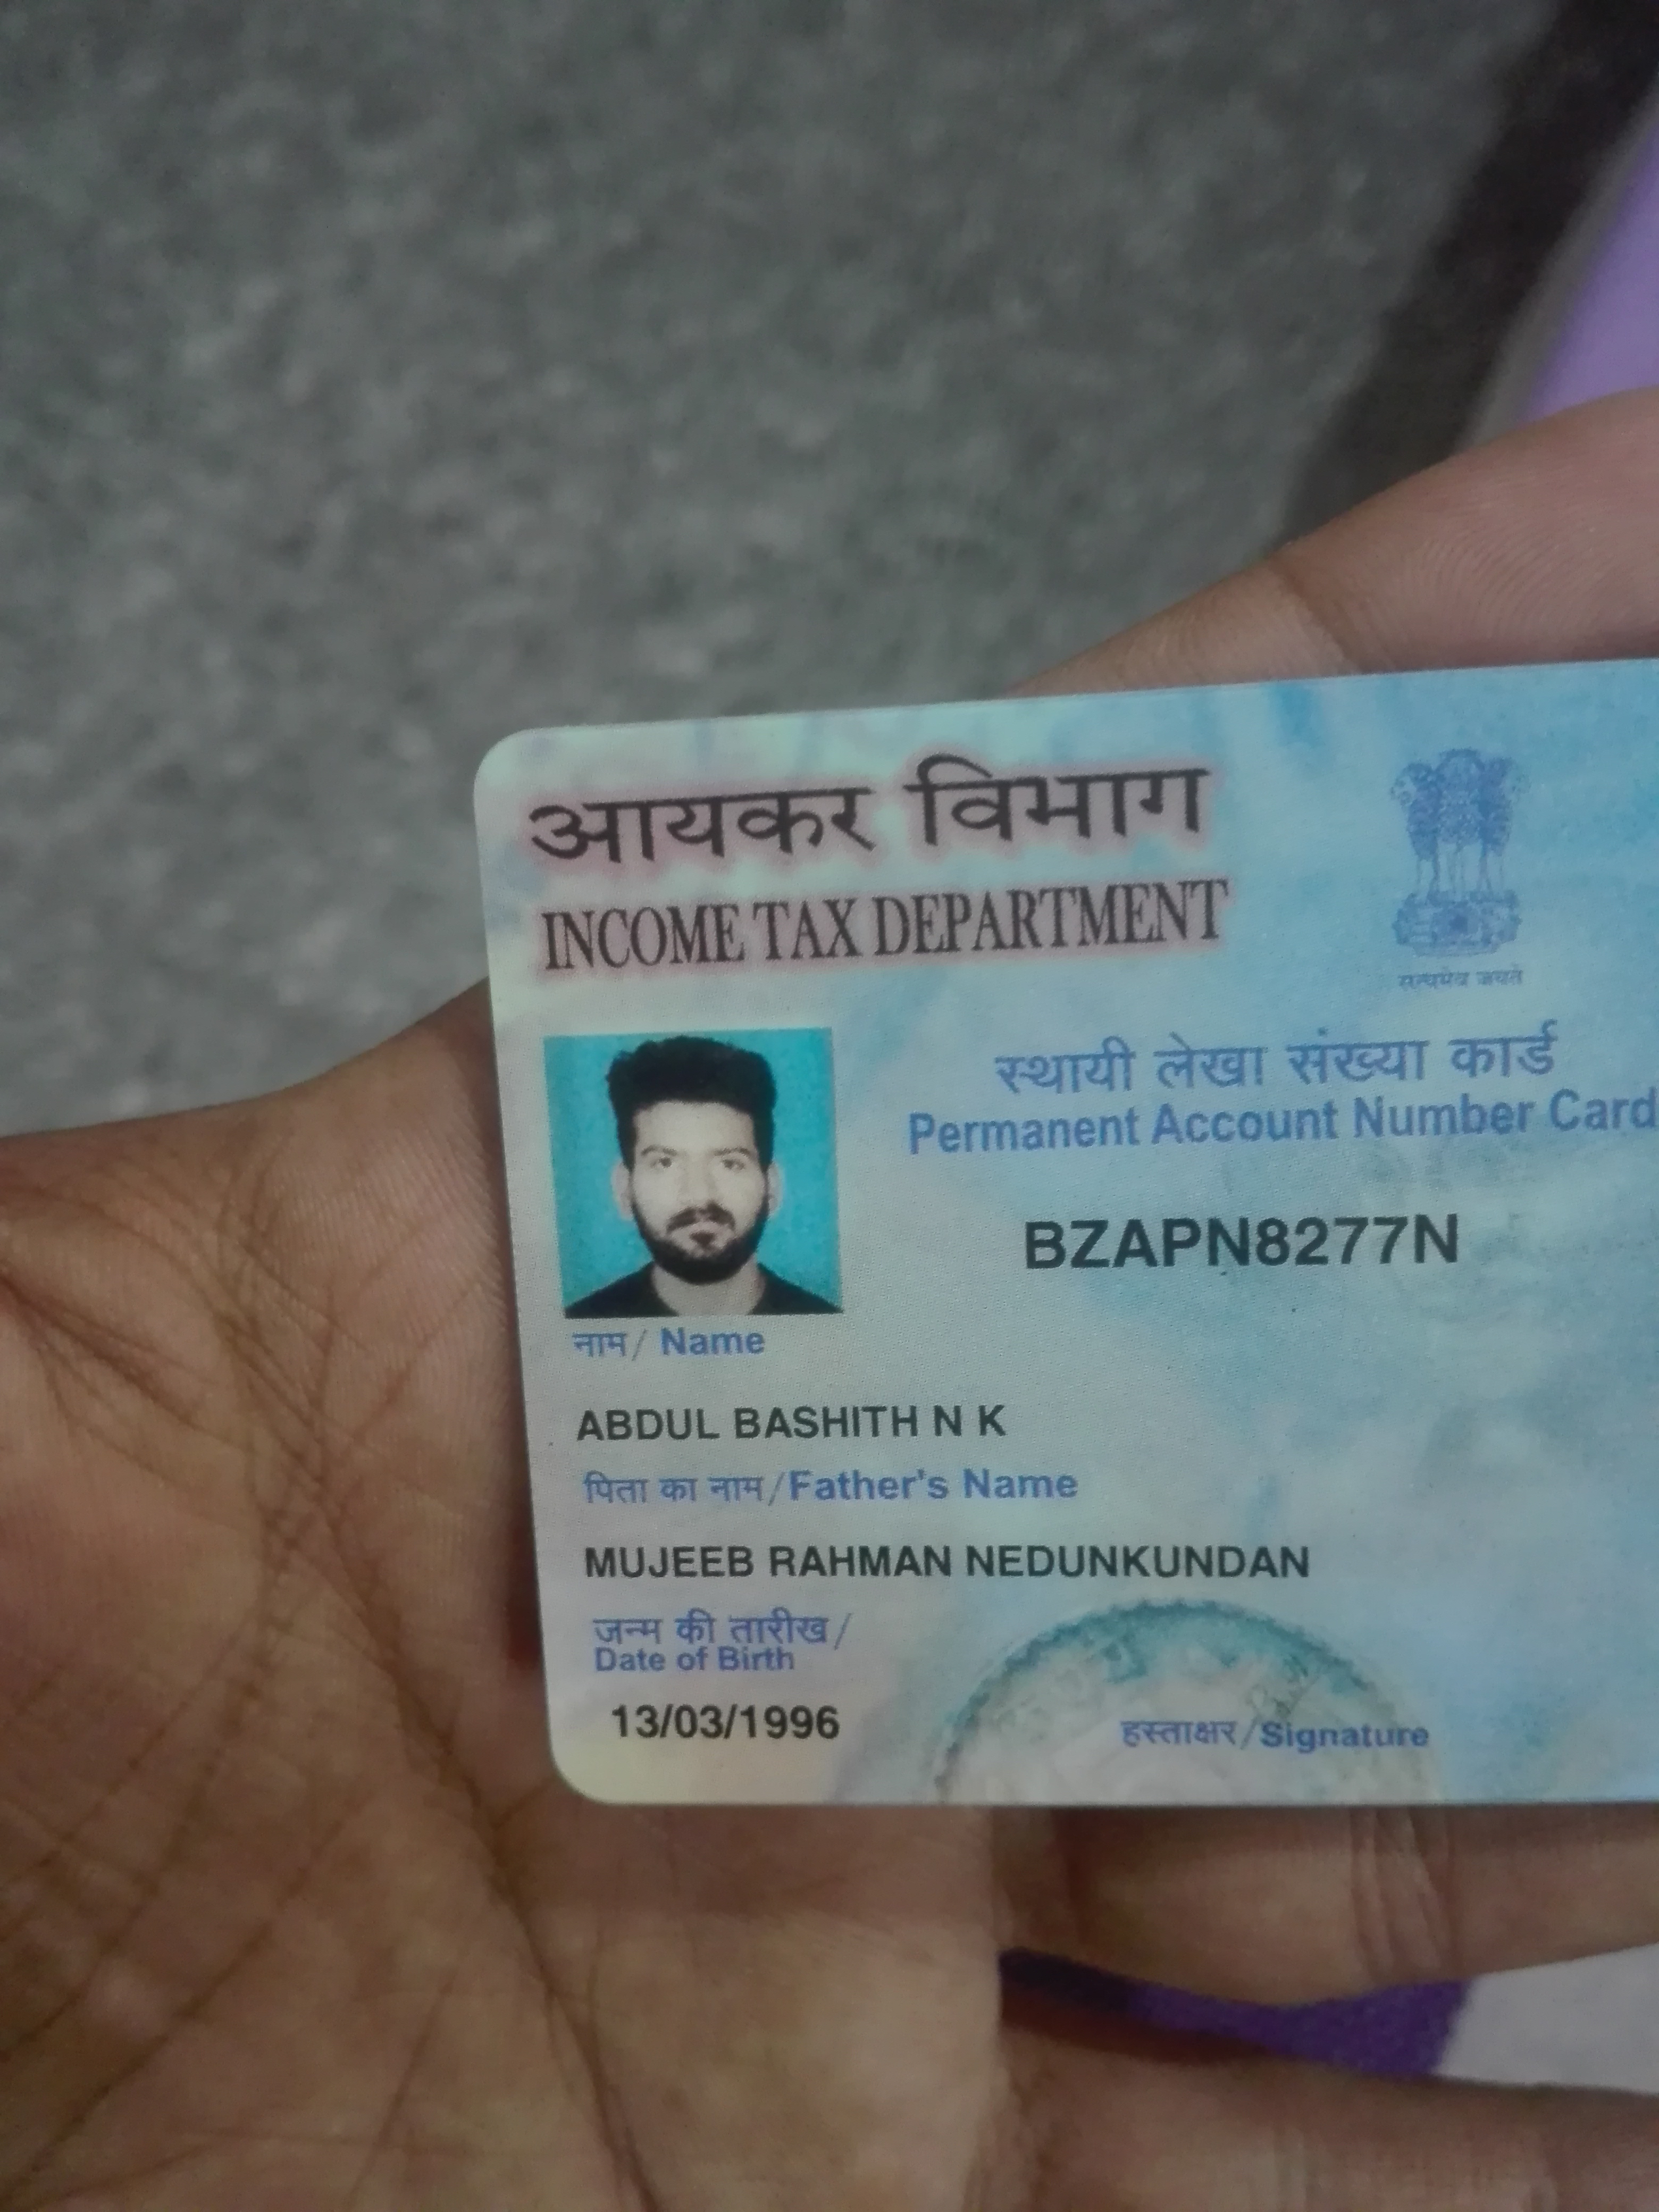 आयकर विभाग
INCOME TAX DEPARTMENT
सत्यमेव जयते
स्थायी लेखा संख्या कार्ड
Permanent Account Number Card
BZAPN8277N
नाम / Name
ABDUL BASHITH N K
पिता का नाम / Father's Name
MUJEEB RAHMAN NEDUNKUNDAN
जन्म की तारीख /
Date of Birth
13/03/1996
हस्ताक्षर / Signature